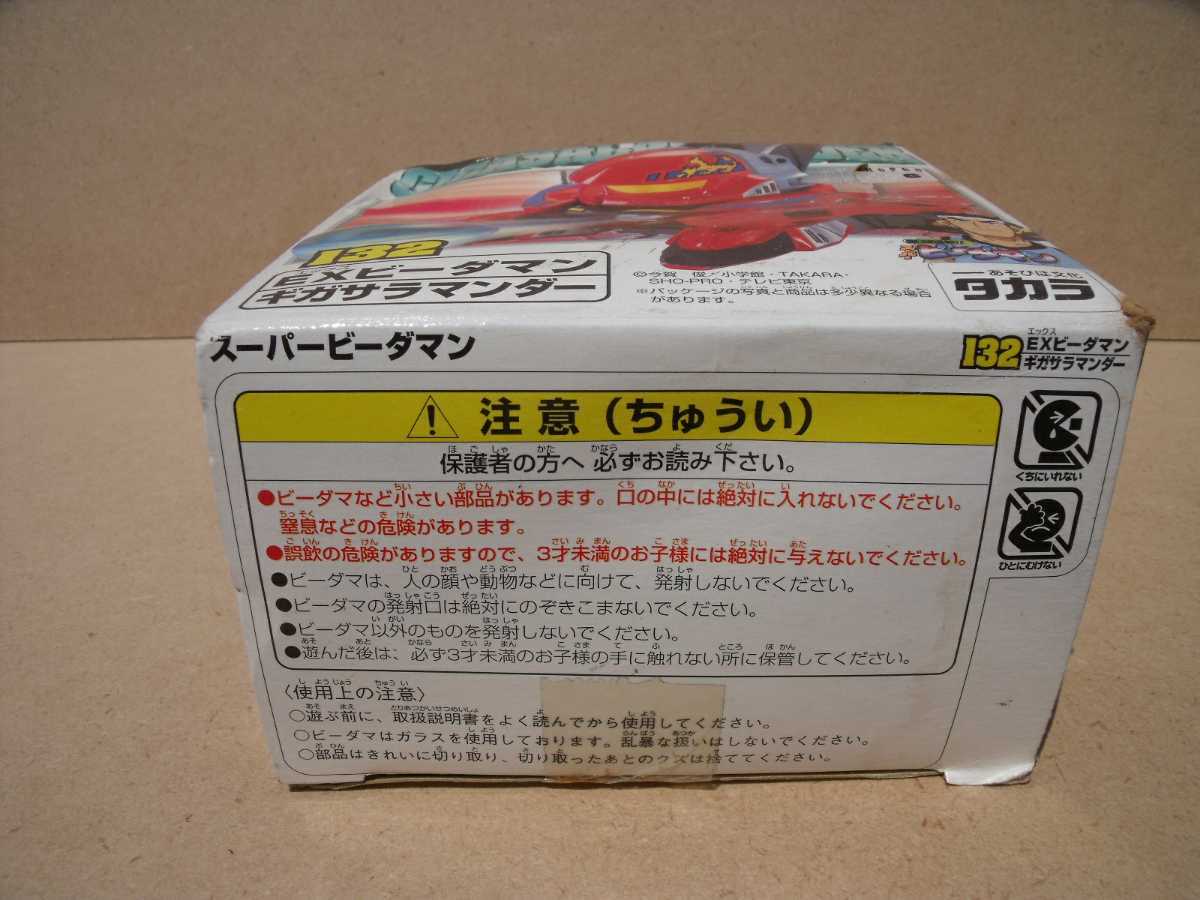 132
EXビーダマン
ギガサラマンダー
©今賀 俊/小学館・TAKARA・
SHO-PRO・テレビ東京
※パッケージの写真と商品は多少異なる場合
があります。
あそびは文化
タカラ
スーパービーダマン
132
エックス
EXビーダマン
ギガサラマンダー
注意(ちゅうい)
保護者の方へ 必ずお読み下さい。
●ビーダマなど小さい部品があります。口の中には絶対に入れないでください。
窒息などの危険があります。
●誤飲の危険がありますので、3才未満のお子様には絶対に与えないでください。
●ビーダマは、人の顔や動物などに向けて、発射しないでください。
●ビーダマの発射口は絶対にのぞきこまないでください。
●ビーダマ以外のものを発射しないでください。
●遊んだ後は、必ず3才未満のお子様の手に触れない所に保管してください。
くちにいれない
ひとにむけない
〈使用上の注意〉
○遊ぶ前に、取扱説明書をよく読んでから使用してください。
○ビーダマはガラスを使用しております。乱暴な扱いはしないでください。
○部品はきれいに切り取り、切り取ったあとのクズは捨ててください。